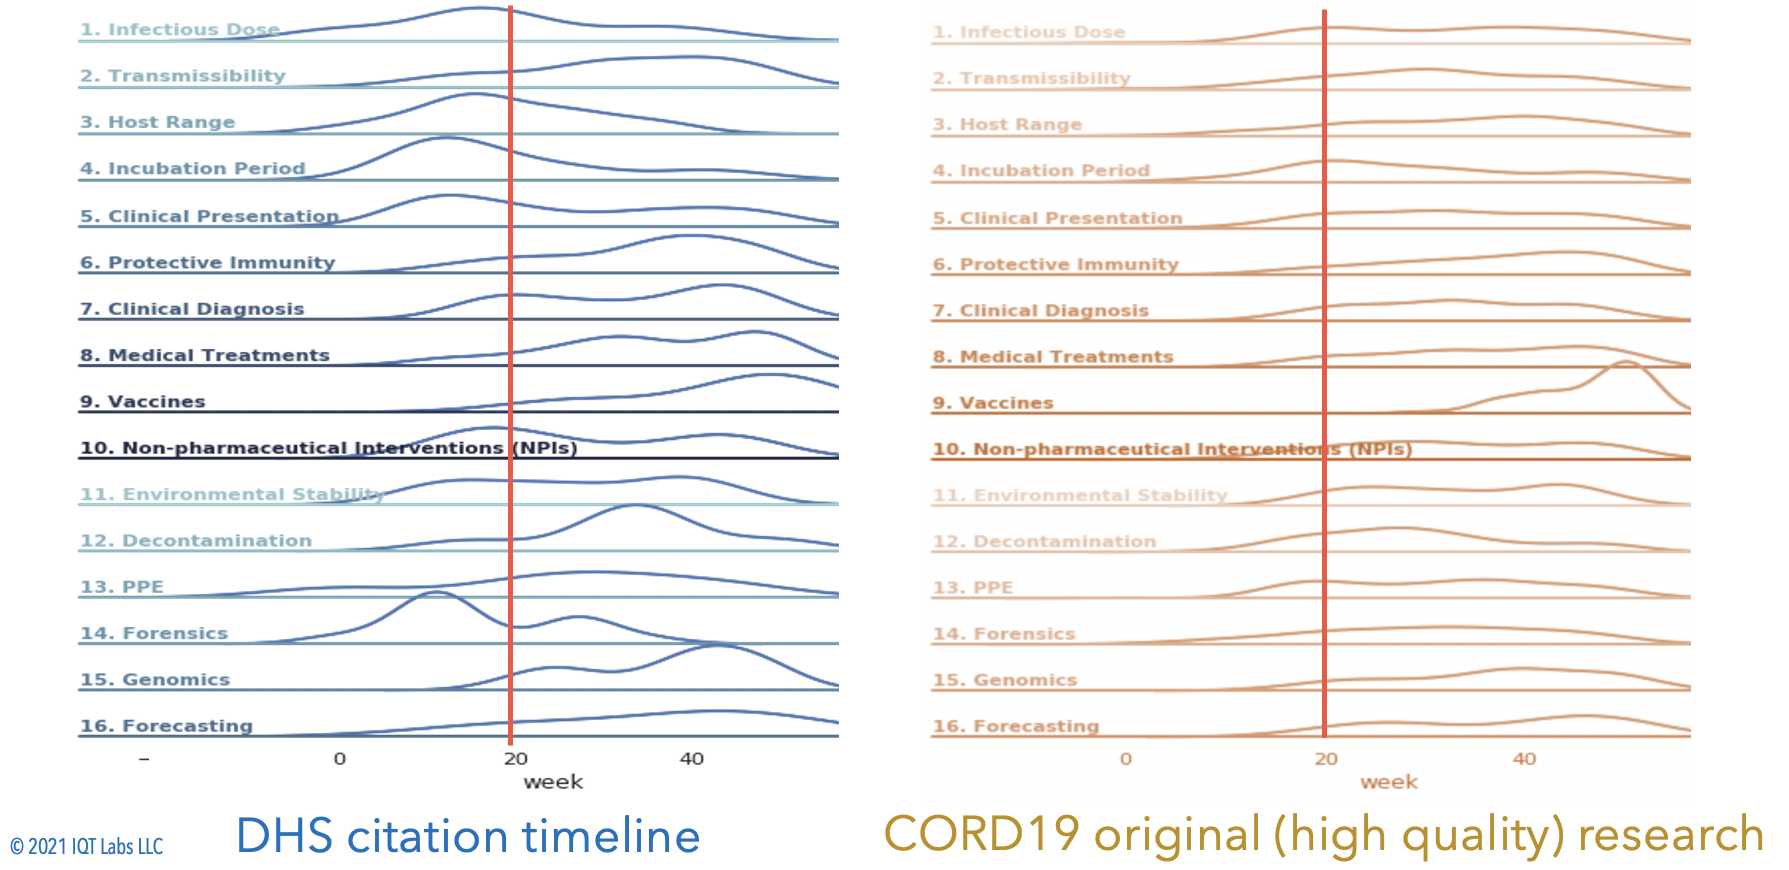 1. Infectious Dose
2. Transmissibility
3. Host Range
4. Incubation Period
5. Clinical Presentation
6. Protective Immunity
7. Clinical Diagnosis
8. Medical Treatments
9. Vaccines
10. Non-pharmaceutical Interventions (NPIs)
11. Environmental Stability
12. Decontamination
13. PPE
14. Forensics
15. Genomics
16. Forecasting
– 0 20 40
week
DHS citation timeline
© 2021 IQT Labs LLC
1. Infectious Dose
2. Transmissibility
3. Host Range
4. Incubation Period
5. Clinical Presentation
6. Protective Immunity
7. Clinical Diagnosis
8. Medical Treatments
9. Vaccines
10. Non-pharmaceutical Interventions (NPIs)
11. Environmental Stability
12. Decontamination
13. PPE
14. Forensics
15. Genomics
16. Forecasting
0 20 40
week
CORD19 original (high quality) research